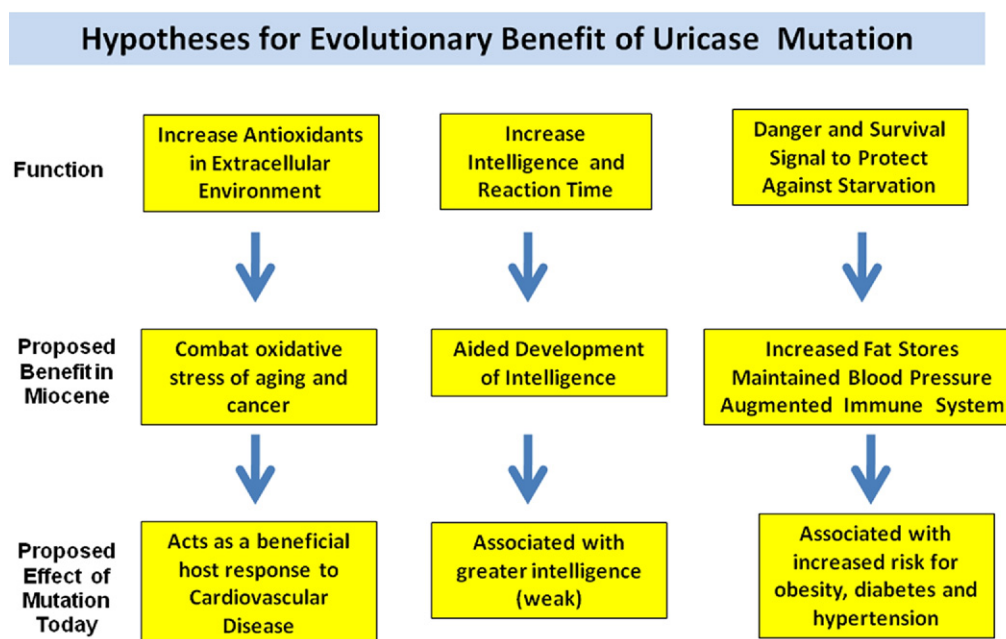 Hypotheses for Evolutionary Benefit of Uricase Mutation
Function
Increase Antioxidants
in Extracellular
Environment
Increase
Intelligence and
Reaction Time
Danger and Survival
Signal to Protect
Against Starvation
Proposed
Benefit in
Miocene
Combat oxidative
stress of aging and
cancer
Aided Development
of Intelligence
Increased Fat Stores
Maintained Blood Pressure
Augmented Immune System
Proposed
Effect of
Mutation
Today
Acts as a beneficial
host response to
Cardiovascular
Disease
Associated with
greater intelligence
(weak)
Associated with
increased risk for
obesity, diabetes and
hypertension